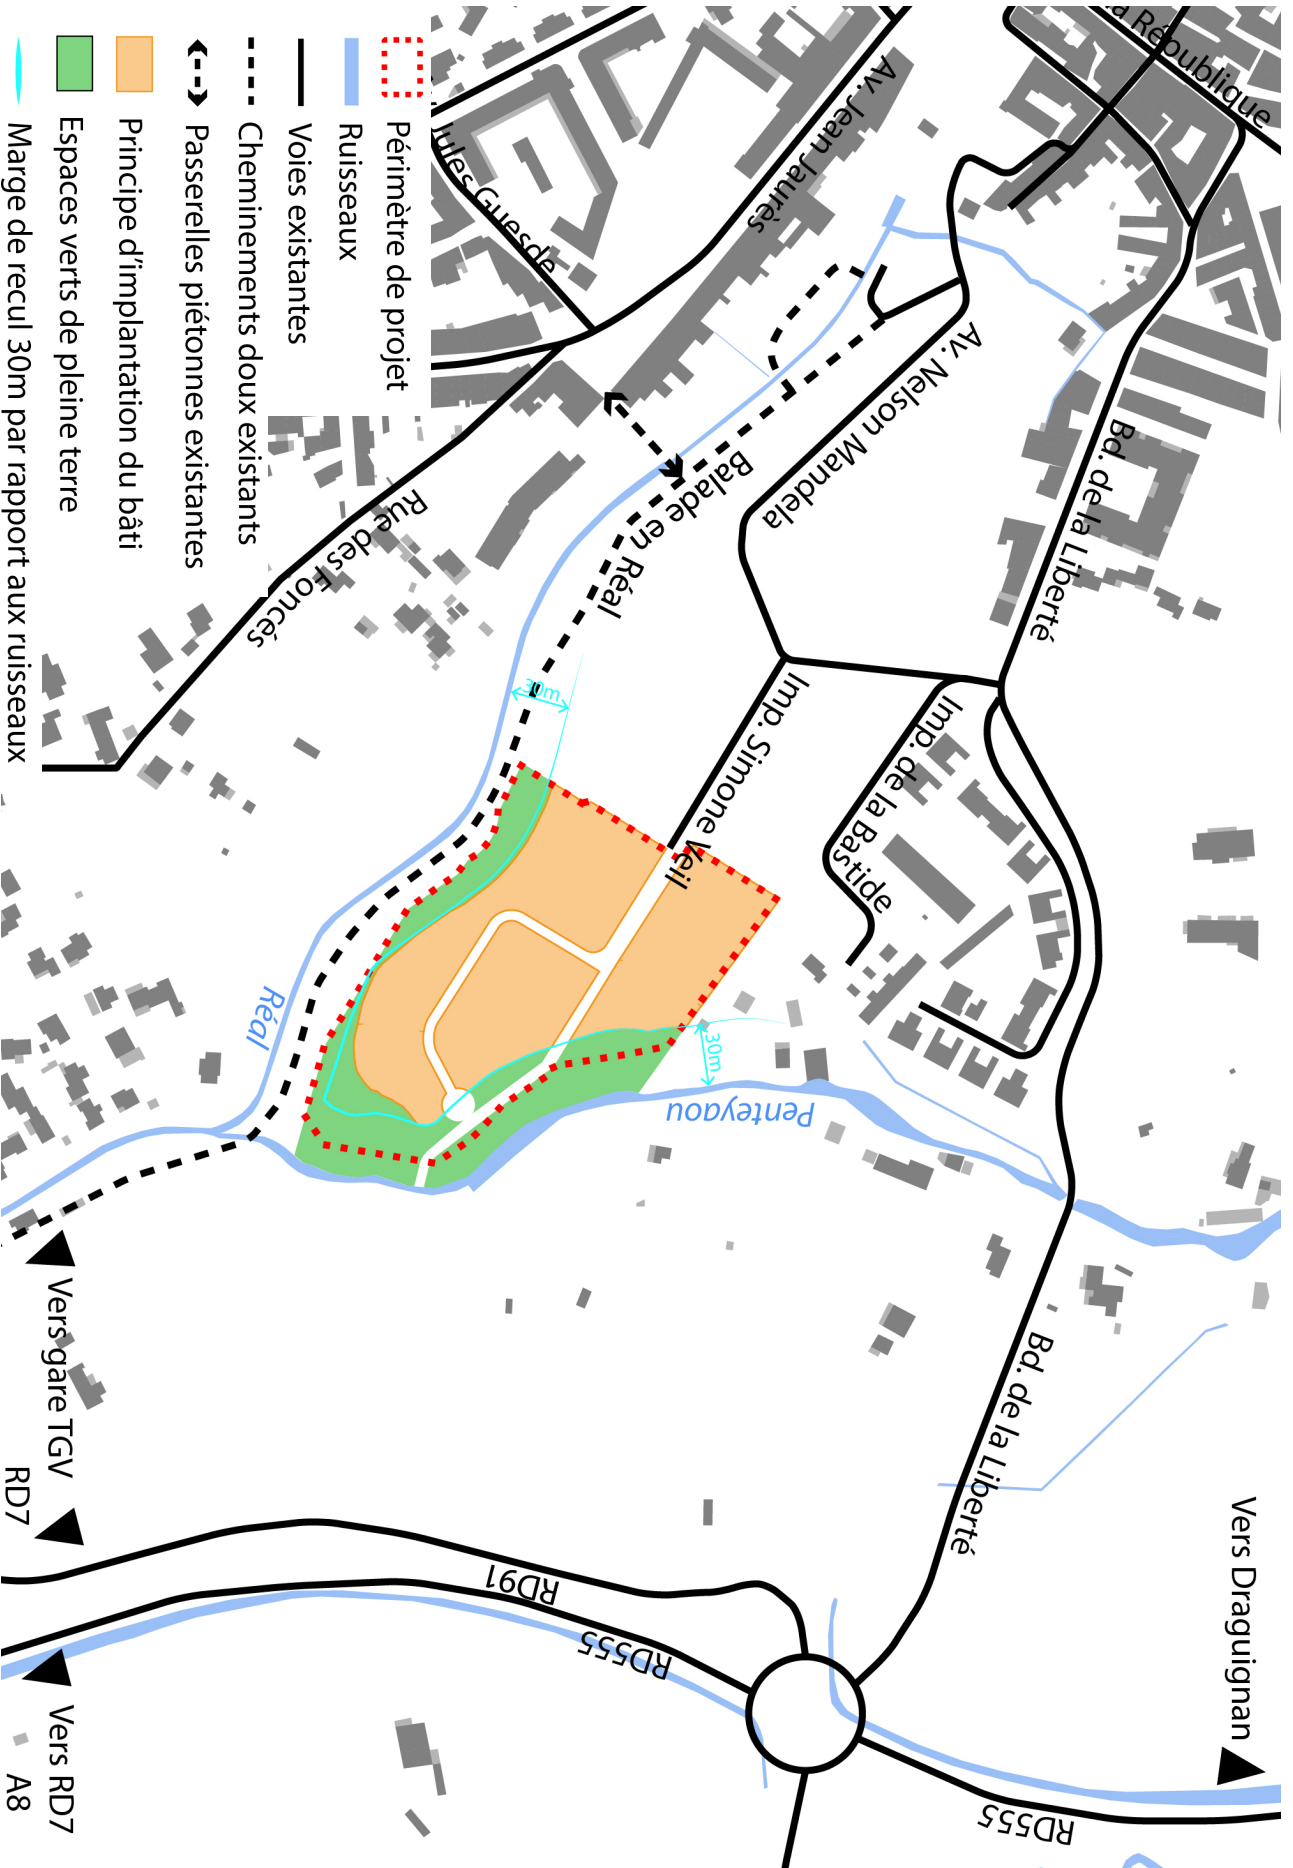 Périmètre de projet
Ruisseaux
Voies existantes
Cheminements doux existants
Passerelles piétonnes existantes
Principe d'implantation du bâti
Espaces verts de pleine terre
Marge de recul 30m par rapport aux ruisseaux
la République
Av. Jean Jaurès
Jules Guesde
Av. Nelson Mandela
Bd. de la Liberté
Balade en Réal
Rue des Fonces
Imp. Simone Veil
Imp. de la Bastide
30m
30m
Réal
Penteyaou
Bd. de la Liberté
Vers gare TGV
RD7
RD91
RD555
Vers Draguignan
RD555
Vers RD7
A8